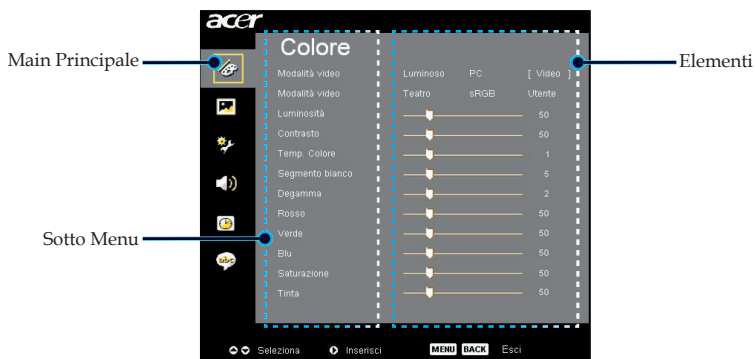 acer
Colore
Main Principale
Elementi
Modalità video Luminoso PC [ Video ]
Modalità video Teatro sRGB Utente
Luminosità 50
Contrasto 50
Temp. Colore 1
Segmento bianco 5
Degamma 2
Rosso 50
Verde 50
Sotto Menu
Blu 50
abc
Saturazione 50
Tinta 50
Seleziona Inserisci MENU BACK Esci